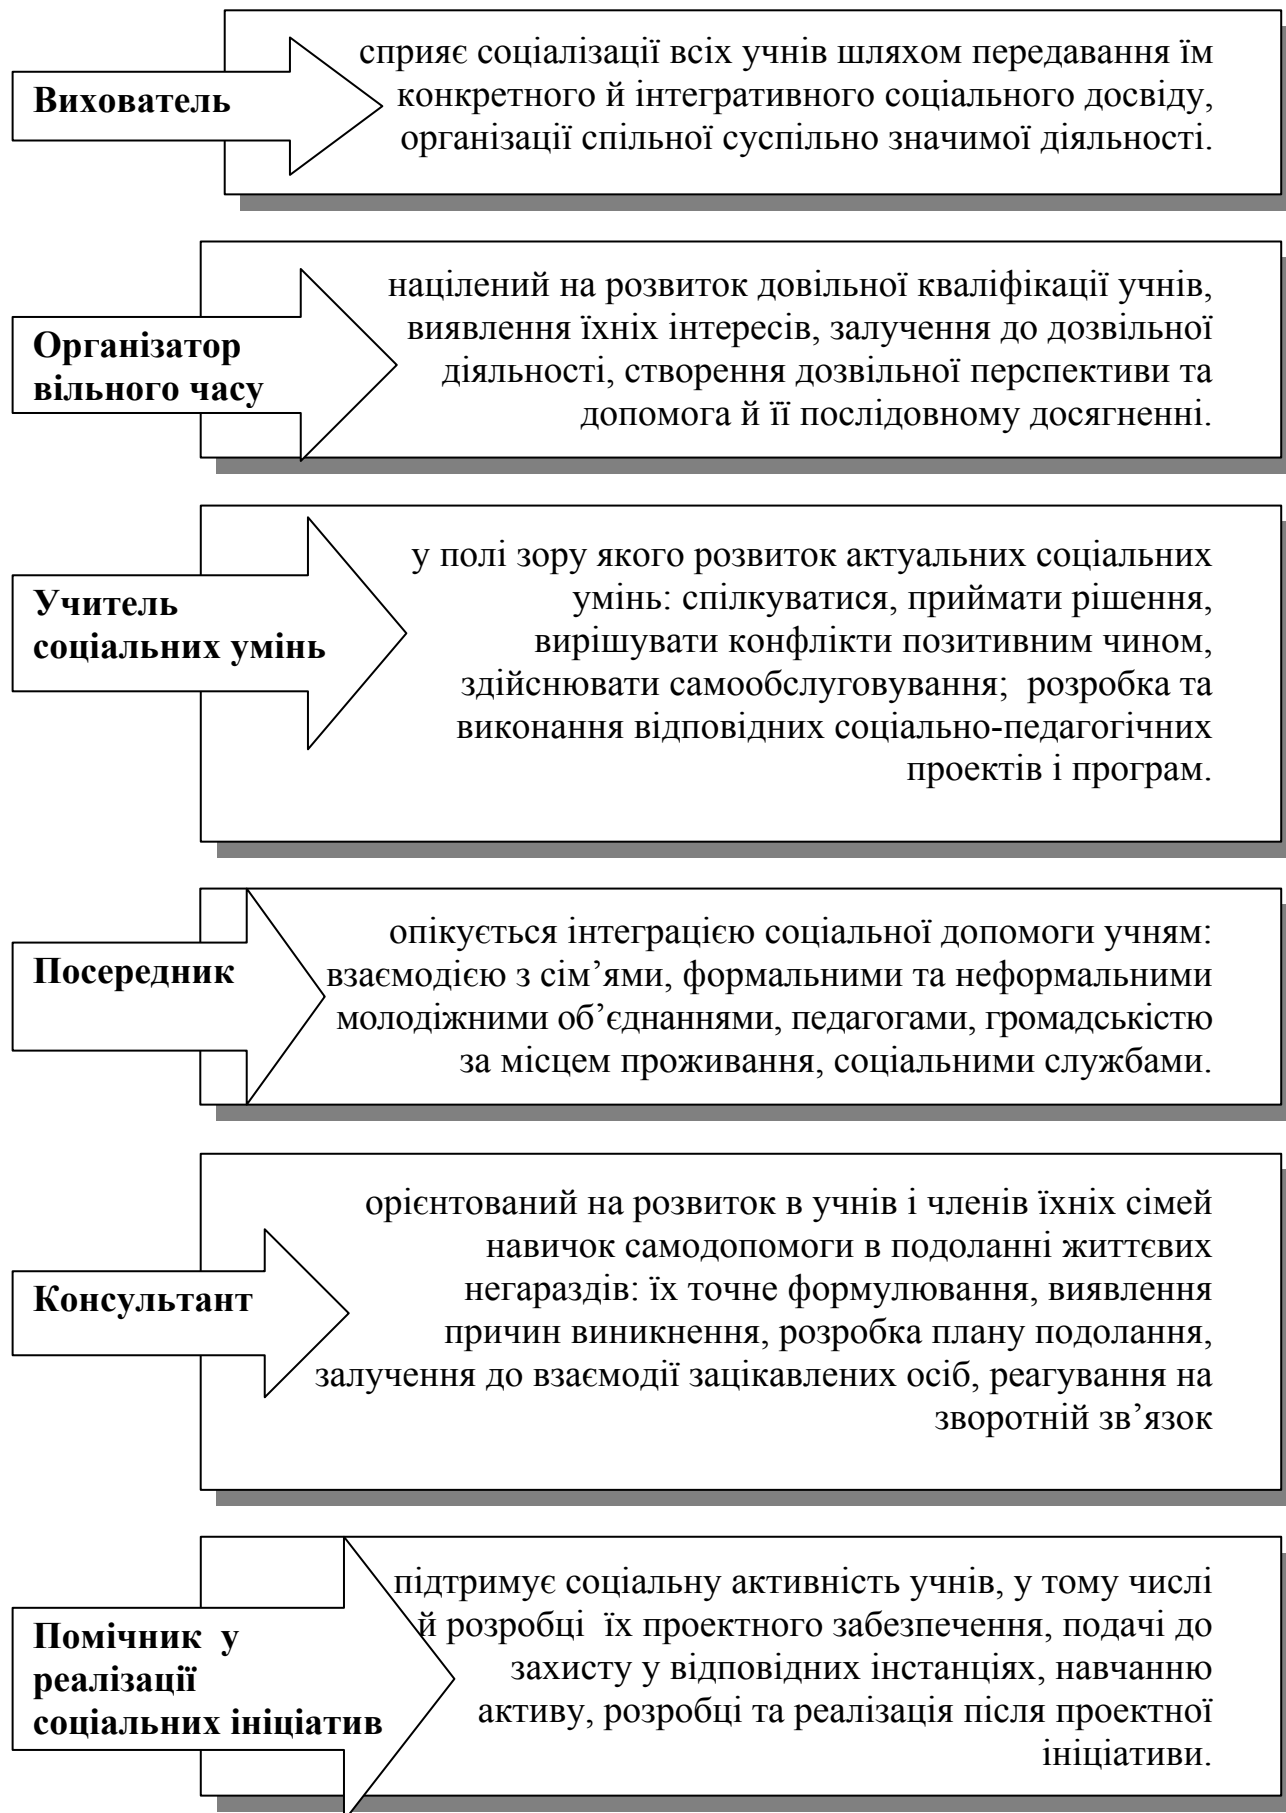 Вихователь
сприяє соціалізації всіх учнів шляхом передавання їм
конкретного й інтегративного соціального досвіду,
організації спільної суспільно значимої діяльності.
Організатор
вільного часу
націлений на розвиток довільної кваліфікації учнів,
виявлення їхніх інтересів, залучення до дозвільної
діяльності, створення дозвільної перспективи та
допомога й її послідовному досягненні.
Учитель
соціальних умінь
у полі зору якого розвиток актуальних соціальних
умінь: спілкуватися, приймати рішення,
вирішувати конфлікти позитивним чином,
здійснювати самообслуговування;  розробка та
виконання відповідних соціально-педагогічних
проектів і програм.
Посередник
опікується інтеграцією соціальної допомоги учням:
взаємодією з сім’ями, формальними та неформальними
молодіжними об’єднаннями, педагогами, громадськістю
за місцем проживання, соціальними службами.
Консультант
орієнтований на розвиток в учнів і членів їхніх сімей
навичок самодопомоги в подоланні життєвих
негараздів: їх точне формулювання, виявлення
причин виникнення, розробка плану подолання,
залучення до взаємодії зацікавлених осіб, реагування на
зворотній зв’язок
Помічник  у
реалізації
соціальних ініціатив
підтримує соціальну активність учнів, у тому числі
й розробці  їх проектного забезпечення, подачі до
захисту у відповідних інстанціях, навчанню
активу, розробці та реалізація після проектної
ініціативи.